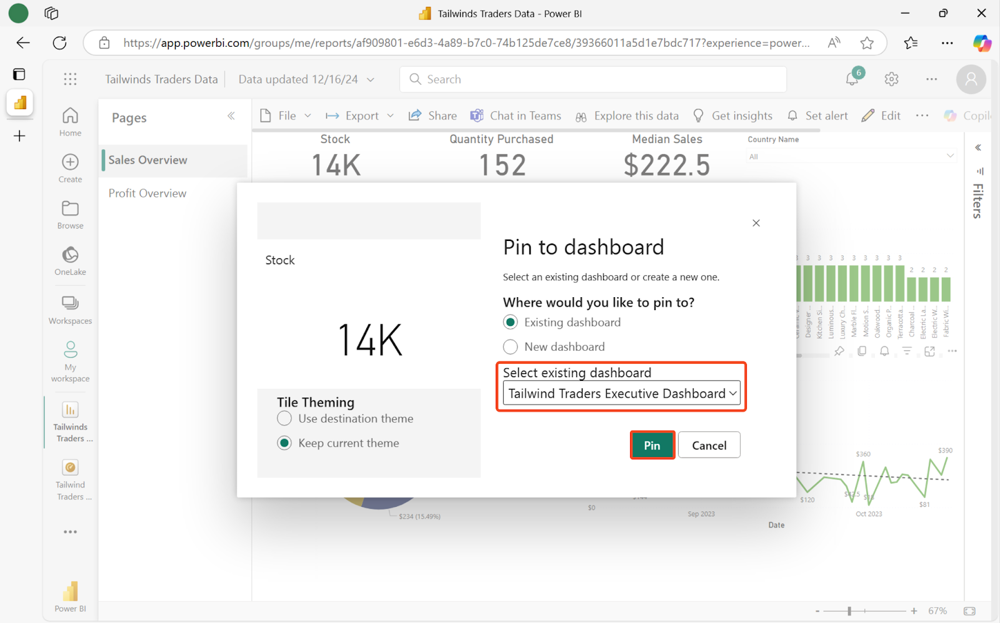 Tailwinds Traders Data - Power BI
https://app.powerbi.com/groups/me/reports/af909801-e6d3-4a89-b7c0-74b125de7ce8/39366011a5d1e7bdc717?experience=power...
Tailwinds Traders Data
Data updated 12/16/24
Search
6
Home
Create
Browse
OneLake
Workspaces
My
workspace
Tailwinds
Traders ...
Tailwind
Traders ...
Power BI
Pages
Sales Overview
Profit Overview
File
Export
Share
Chat in Teams
Explore this data
Get insights
Set alert
Edit
Stock
14K
Quantity Purchased
152
Median Sales
$222.5
Country Name
All
Filters
Stock
14K
Tile Theming
Use destination theme
Keep current theme
Pin to dashboard
Select an existing dashboard or create a new one.
Where would you like to pin to?
Existing dashboard
New dashboard
Select existing dashboard
Tailwind Traders Executive Dashboard
Pin
Cancel
3 3 3 3 3 3 3 3 3 3
2 2 2 2
Designer ...
Kitchen Si...
Luminous...
Luxury Ch...
Marble Fl...
Motion S...
Oakwood...
Organic P...
Terracotta...
Charcoal ...
Electric La...
Electric W...
Fabric Wi...
$360
$390
$120
$81
$234 (15.49%)
$0
Sep 2023
Oct 2023
Date
67%